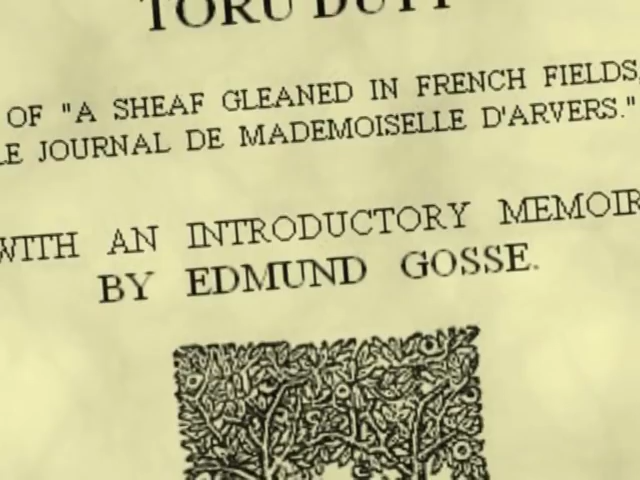 TORU DUTT
OF "A SHEAF GLEANED IN FRENCH FIELDS,
LE JOURNAL DE MADEMOISELLE D'ARVERS."
WITH AN INTRODUCTORY MEMOIR
BY EDMUND GOSSE.